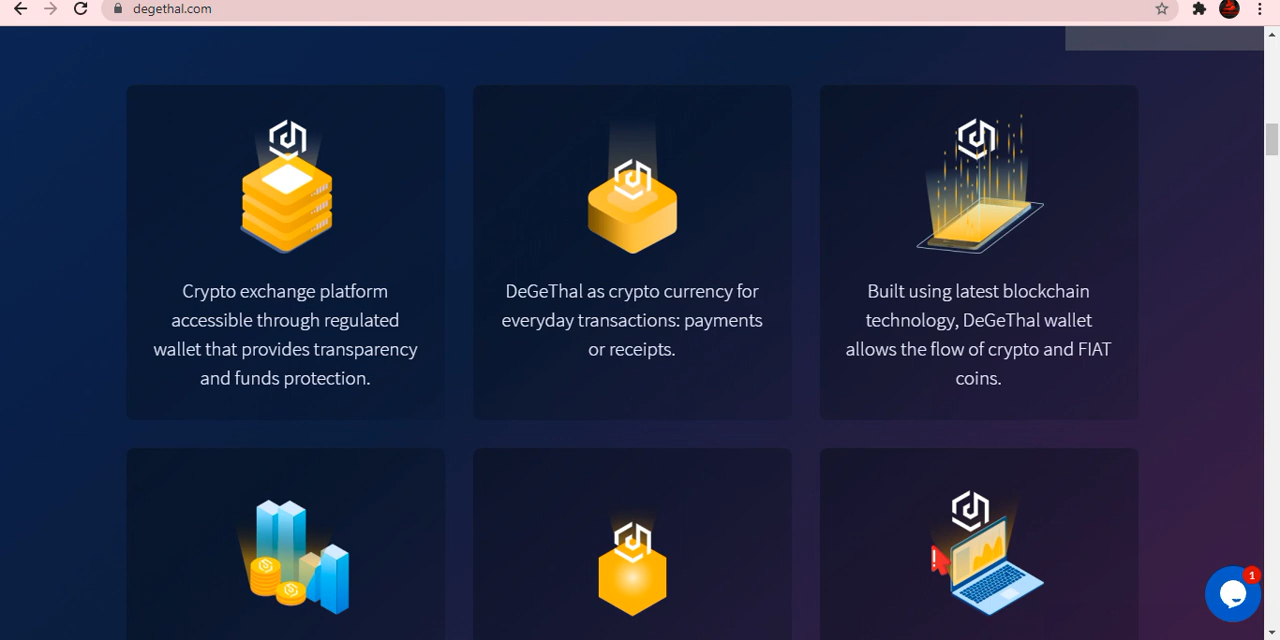 degethal.com
Crypto exchange platform
accessible through regulated
wallet that provides transparency
and funds protection.
DeGeThal as crypto currency for
everyday transactions: payments
or receipts.
Built using latest blockchain
technology, DeGeThal wallet
allows the flow of crypto and FIAT
coins.
1